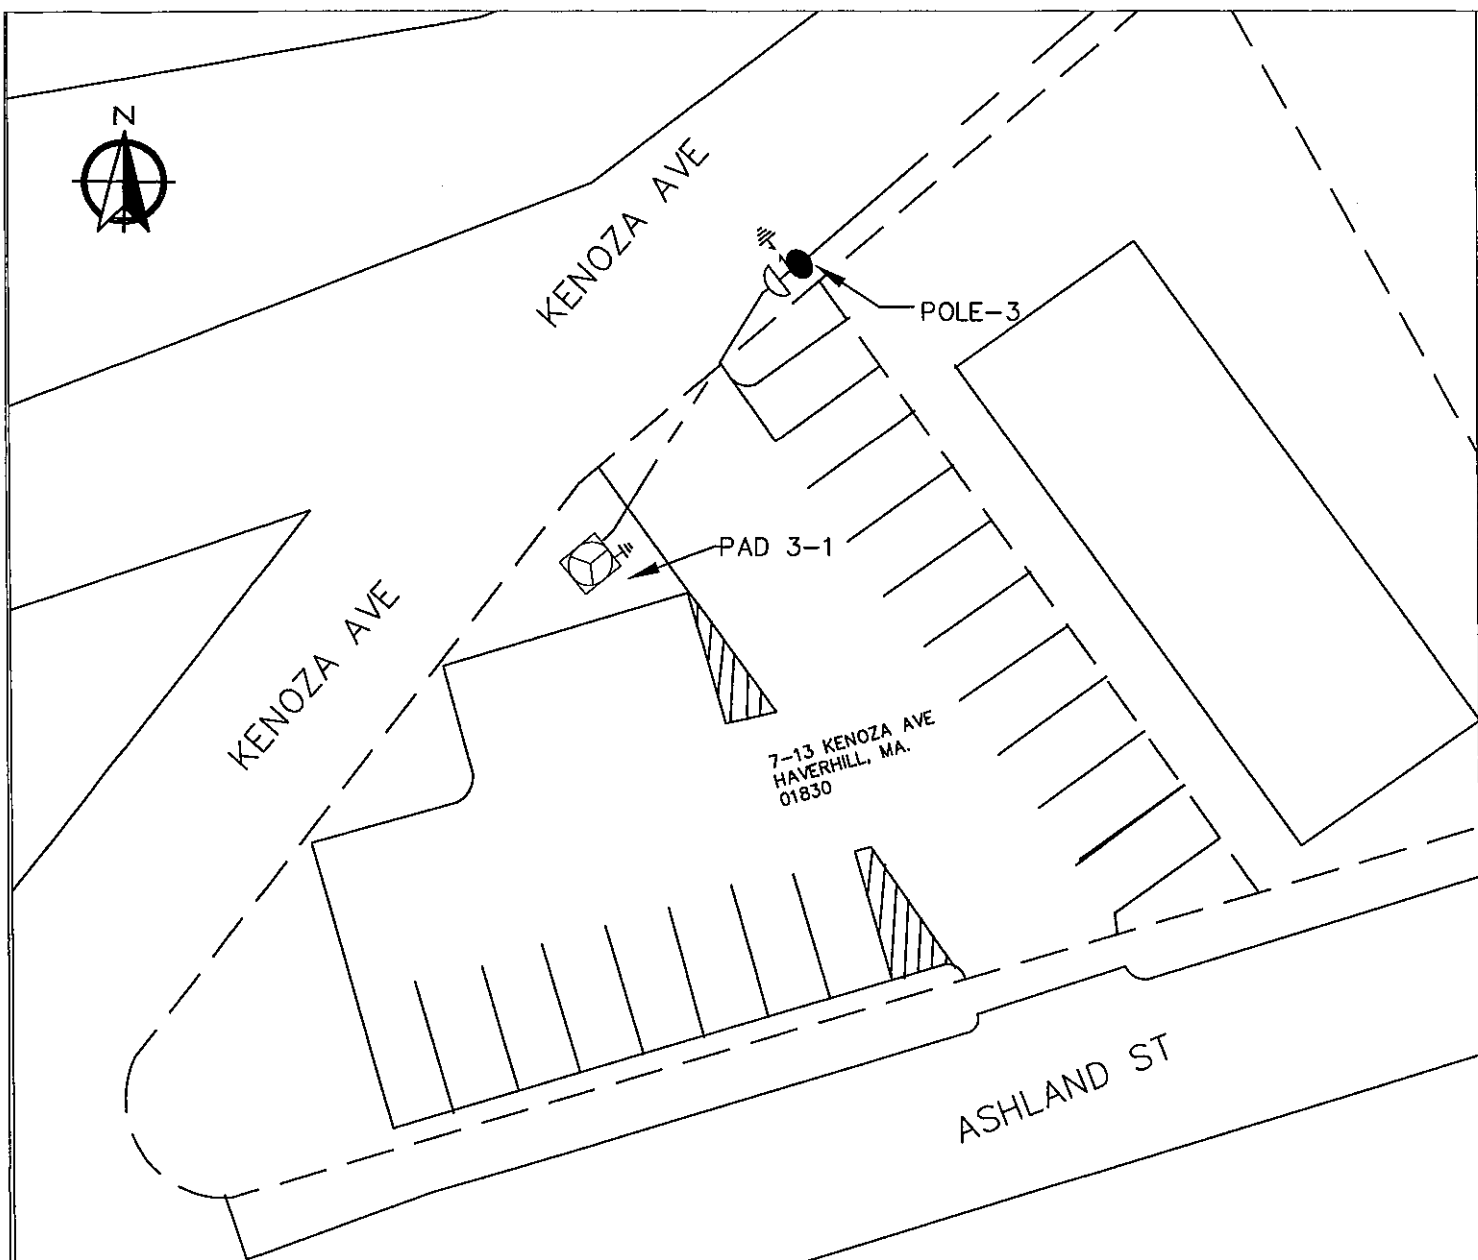 N
KENOZA AVE
POLE-3
PAD 3-1
KENOZA AVE
7-13 KENOZA AVE
HAVERHILL, MA.
01830
ASHLAND ST